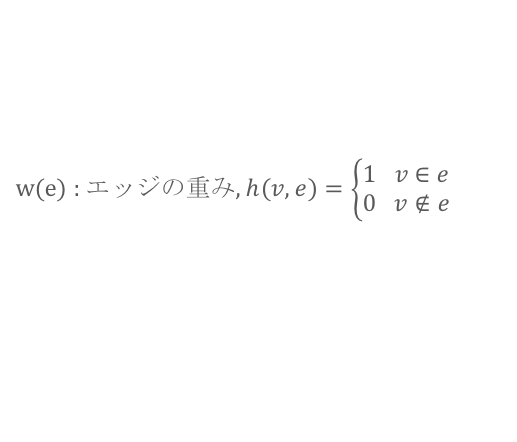 w(e) : エッジの重み, h(v, e) = {1 v ∈ e
0 v ∉ e